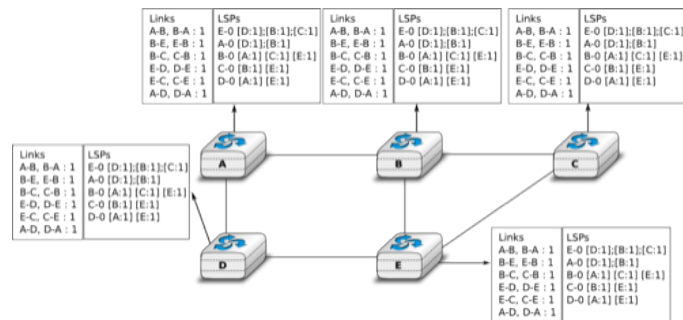 Links LSPs
A-B, B-A : 1 E-0 [D:1];[B:1];[C:1]
B-E, E-B : 1 A-0 [D:1];[B:1]
B-C, C-B : 1 B-0 [A:1] [C:1] [E:1]
E-D, D-E : 1 C-0 [B:1] [E:1]
E-C, C-E : 1 D-0 [A:1] [E:1]
A-D, D-A : 1
Links LSPs
A-B, B-A : 1 E-0 [D:1];[B:1];[C:1]
B-E, E-B : 1 A-0 [D:1];[B:1]
B-C, C-B : 1 B-0 [A:1] [C:1] [E:1]
E-D, D-E : 1 C-0 [B:1] [E:1]
E-C, C-E : 1 D-0 [A:1] [E:1]
A-D, D-A : 1
Links LSPs
A-B, B-A : 1 E-0 [D:1];[B:1];[C:1]
B-E, E-B : 1 A-0 [D:1];[B:1]
B-C, C-B : 1 B-0 [A:1] [C:1] [E:1]
E-D, D-E : 1 C-0 [B:1] [E:1]
E-C, C-E : 1 D-0 [A:1] [E:1]
A-D, D-A : 1
A
B
C
Links LSPs
A-B, B-A : 1 E-0 [D:1];[B:1];[C:1]
B-E, E-B : 1 A-0 [D:1];[B:1]
B-C, C-B : 1 B-0 [A:1] [C:1] [E:1]
E-D, D-E : 1 C-0 [B:1] [E:1]
E-C, C-E : 1 D-0 [A:1] [E:1]
A-D, D-A : 1
D
E
Links LSPs
A-B, B-A : 1 E-0 [D:1];[B:1];[C:1]
B-E, E-B : 1 A-0 [D:1];[B:1]
B-C, C-B : 1 B-0 [A:1] [C:1] [E:1]
E-D, D-E : 1 C-0 [B:1] [E:1]
E-C, C-E : 1 D-0 [A:1] [E:1]
A-D, D-A : 1